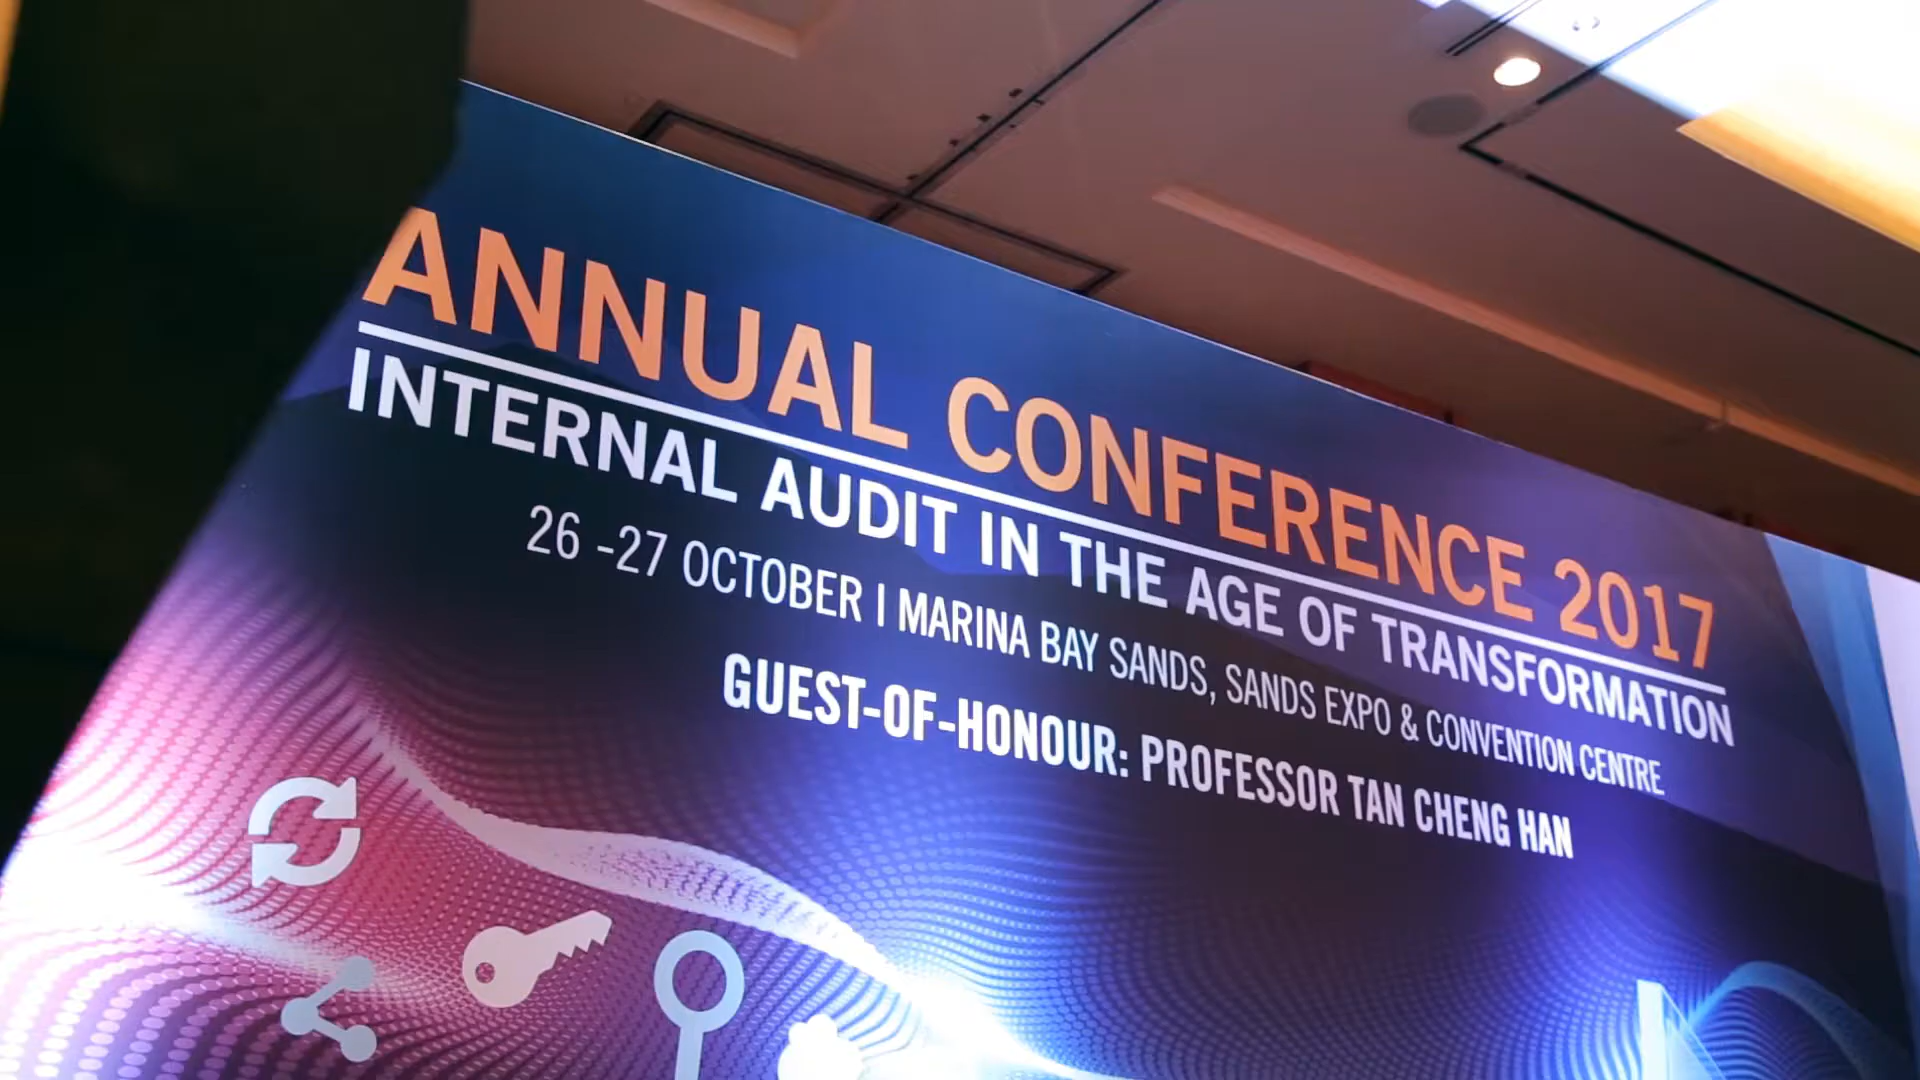 ANNUAL CONFERENCE 2017
INTERNAL AUDIT IN THE AGE OF TRANSFORMATION
26 -27 OCTOBER | MARINA BAY SANDS, SANDS EXPO & CONVENTION CENTRE
GUEST-OF-HONOUR: PROFESSOR TAN CHENG HAN